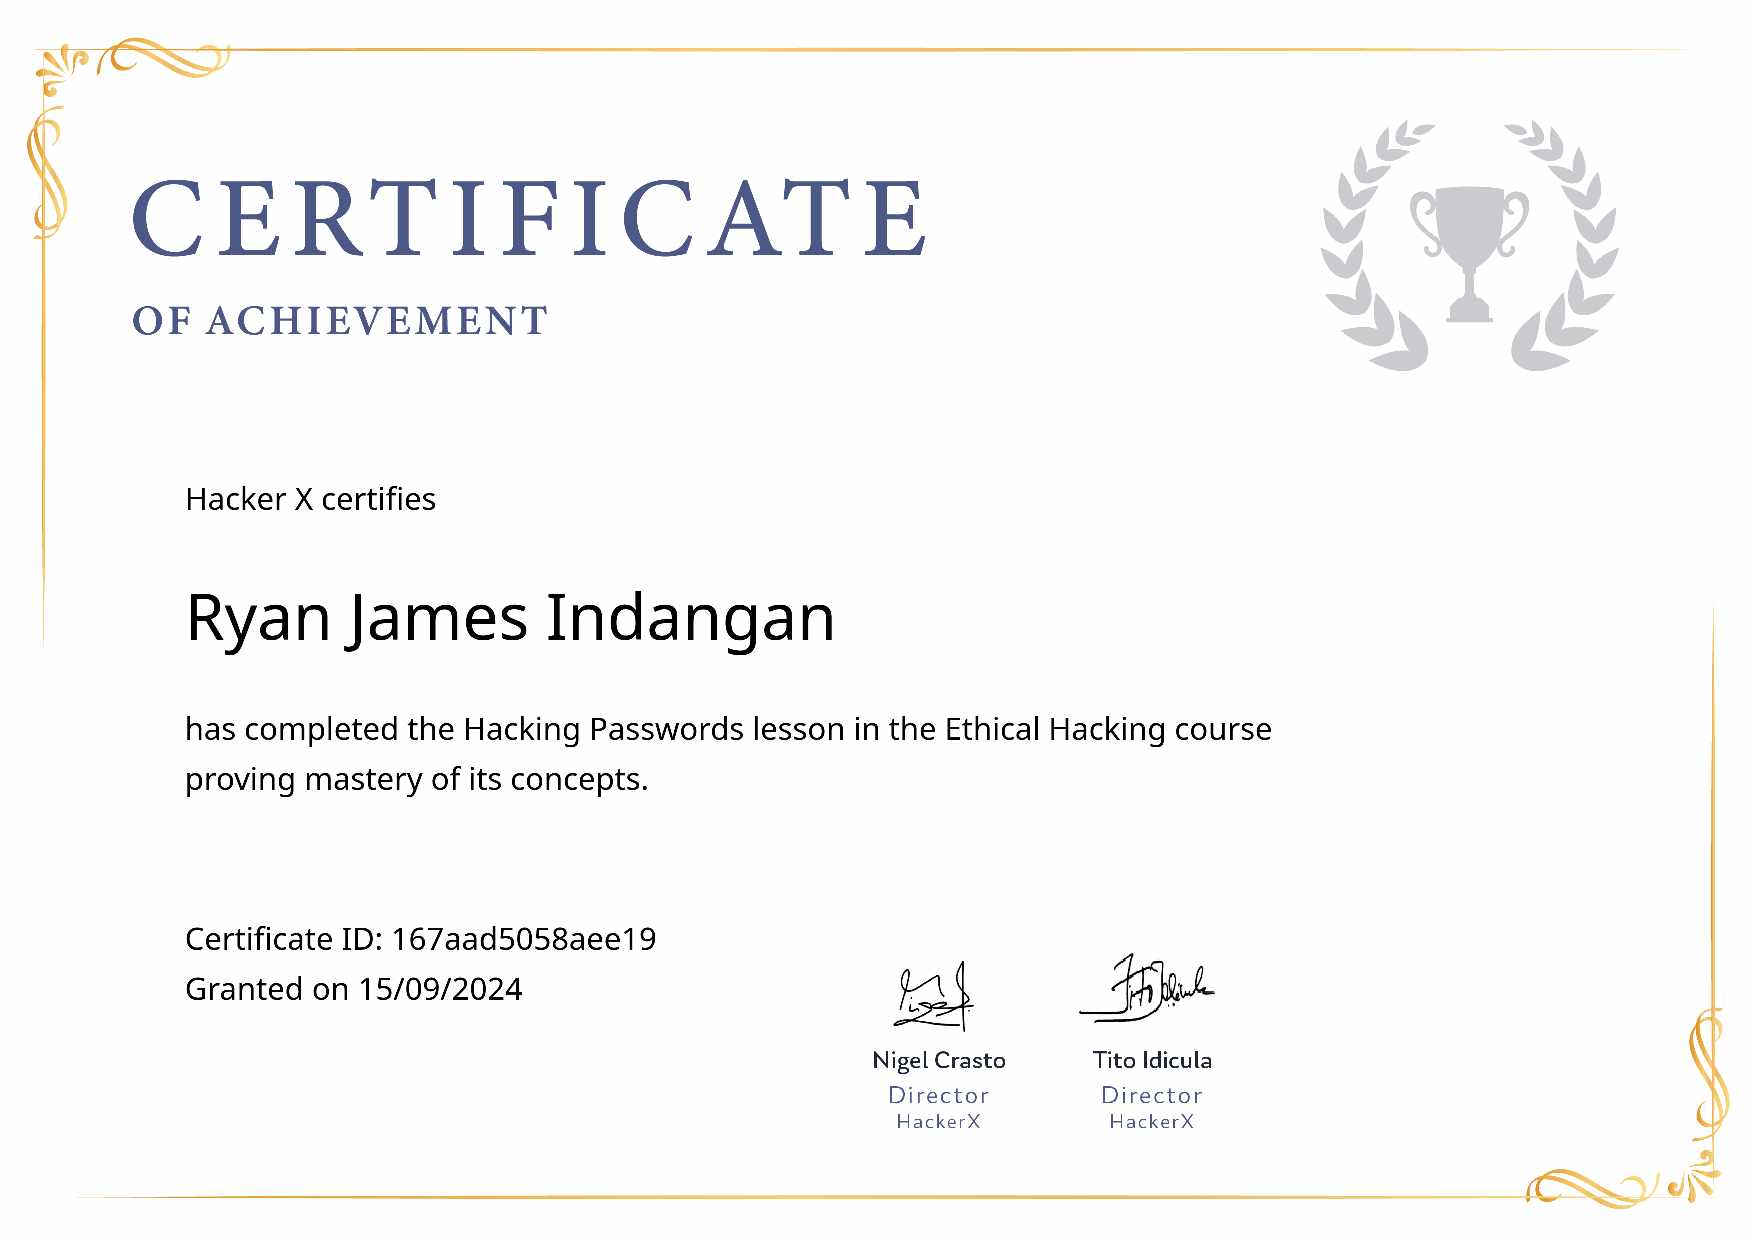 CERTIFICATE
OF ACHIEVEMENT
Hacker X certifies
Ryan James Indangan
has completed the Hacking Passwords lesson in the Ethical Hacking course
proving mastery of its concepts.
Certificate ID: 167aad5058aee19
Granted on 15/09/2024
Nigel Crasto
Director
HackerX
Tito Idicula
Director
HackerX